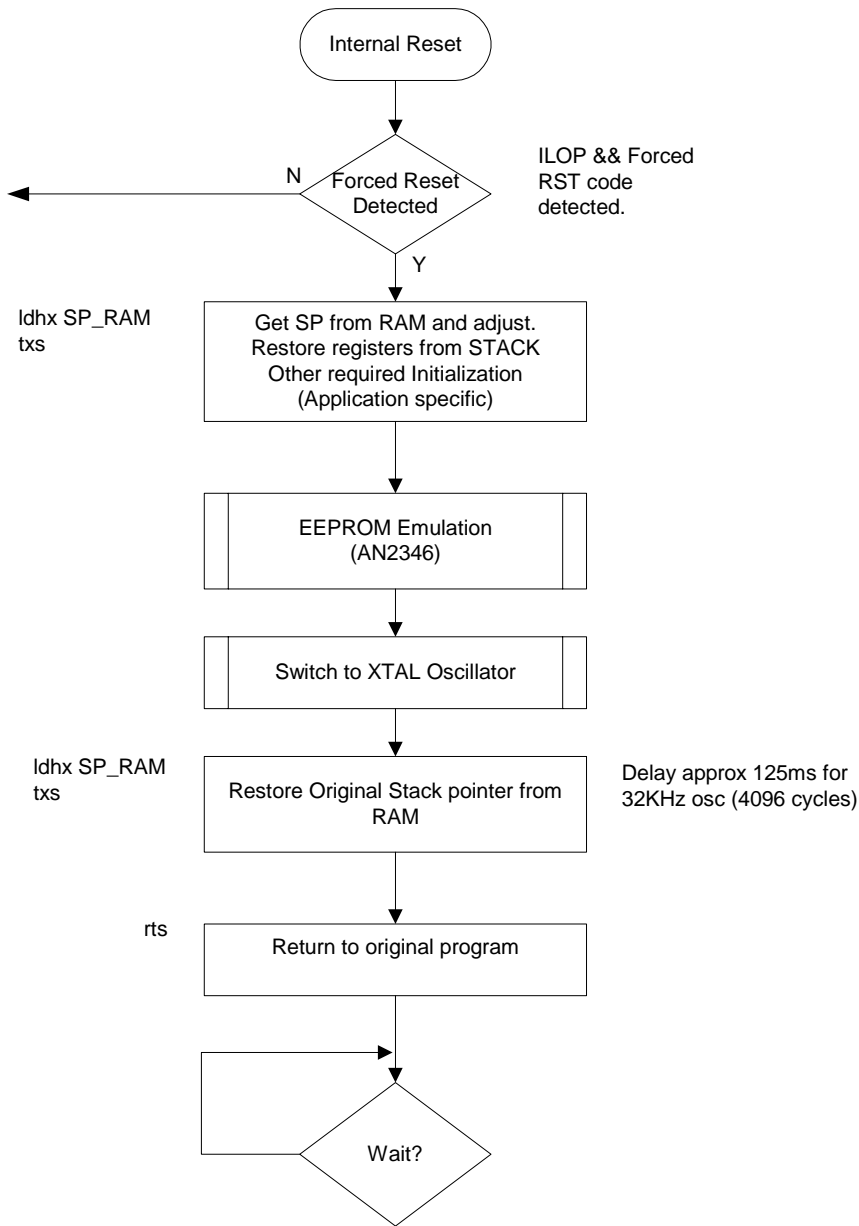 Internal Reset
N
Forced Reset
Detected
ILOP && Forced
RST code
detected.
Y
ldhx SP_RAM
txs
Get SP from RAM and adjust.
Restore registers from STACK
Other required Initialization
(Application specific)
EEPROM Emulation
(AN2346)
Switch to XTAL Oscillator
ldhx SP_RAM
txs
Restore Original Stack pointer from
RAM
Delay approx 125ms for
32KHz osc (4096 cycles)
rts
Return to original program
Wait?